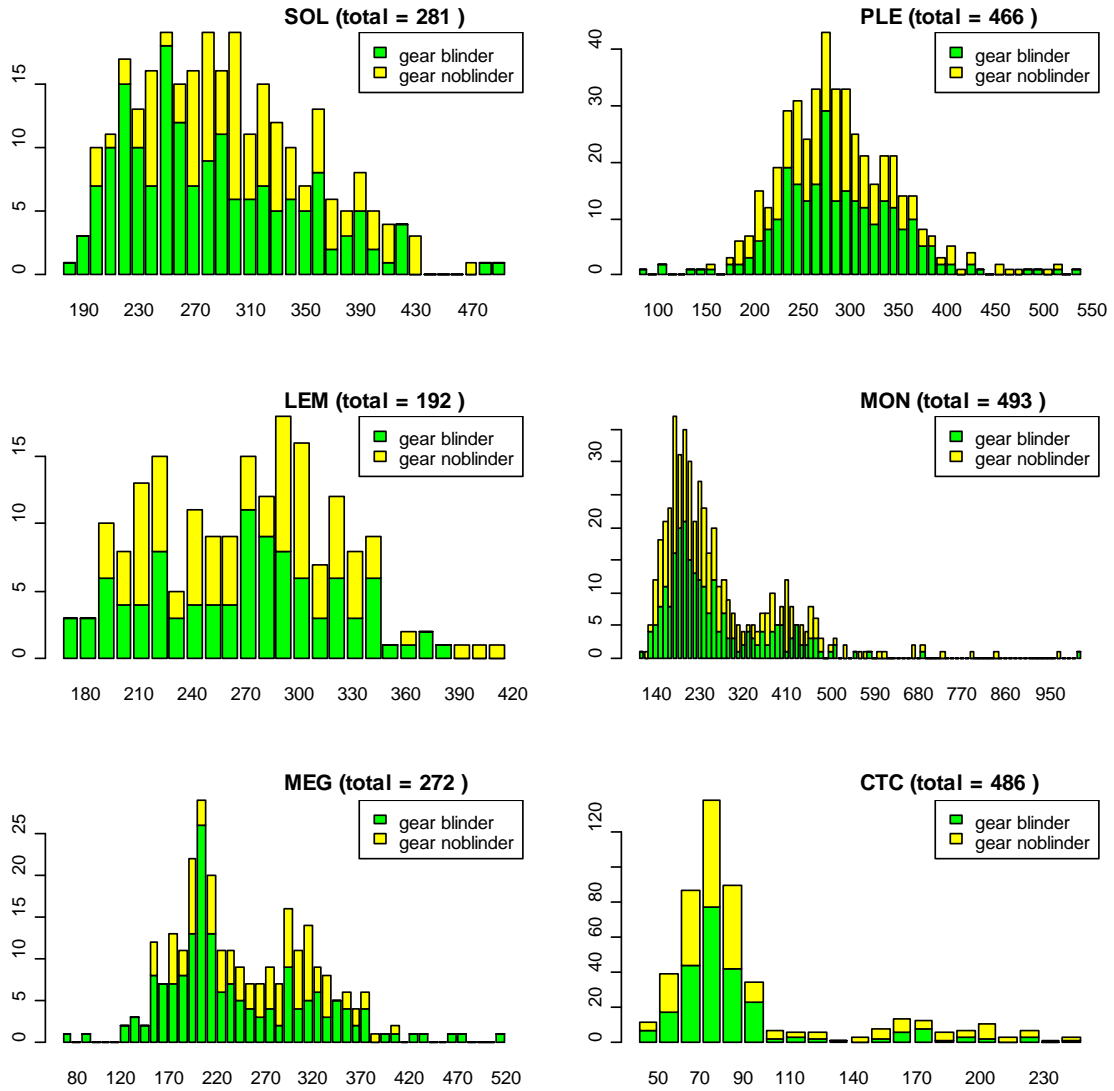 SOL (total = 281 )
gear blinder
gear noblinder
0 5 10 15
190 230 270 310 350 390 430 470
PLE (total = 466 )
gear blinder
gear noblinder
0 10 20 30 40
100 150 200 250 300 350 400 450 500 550
LEM (total = 192 )
gear blinder
gear noblinder
0 5 10 15
180 210 240 270 300 330 360 390 420
MON (total = 493 )
gear blinder
gear noblinder
0 5 10 20 30
140 230 320 410 500 590 680 770 860 950
MEG (total = 272 )
gear blinder
gear noblinder
0 5 10 15 20 25
80 120 170 220 270 320 370 420 470 520
CTC (total = 486 )
gear blinder
gear noblinder
0 20 40 60 80 120
50 70 90 110 140 170 200 230